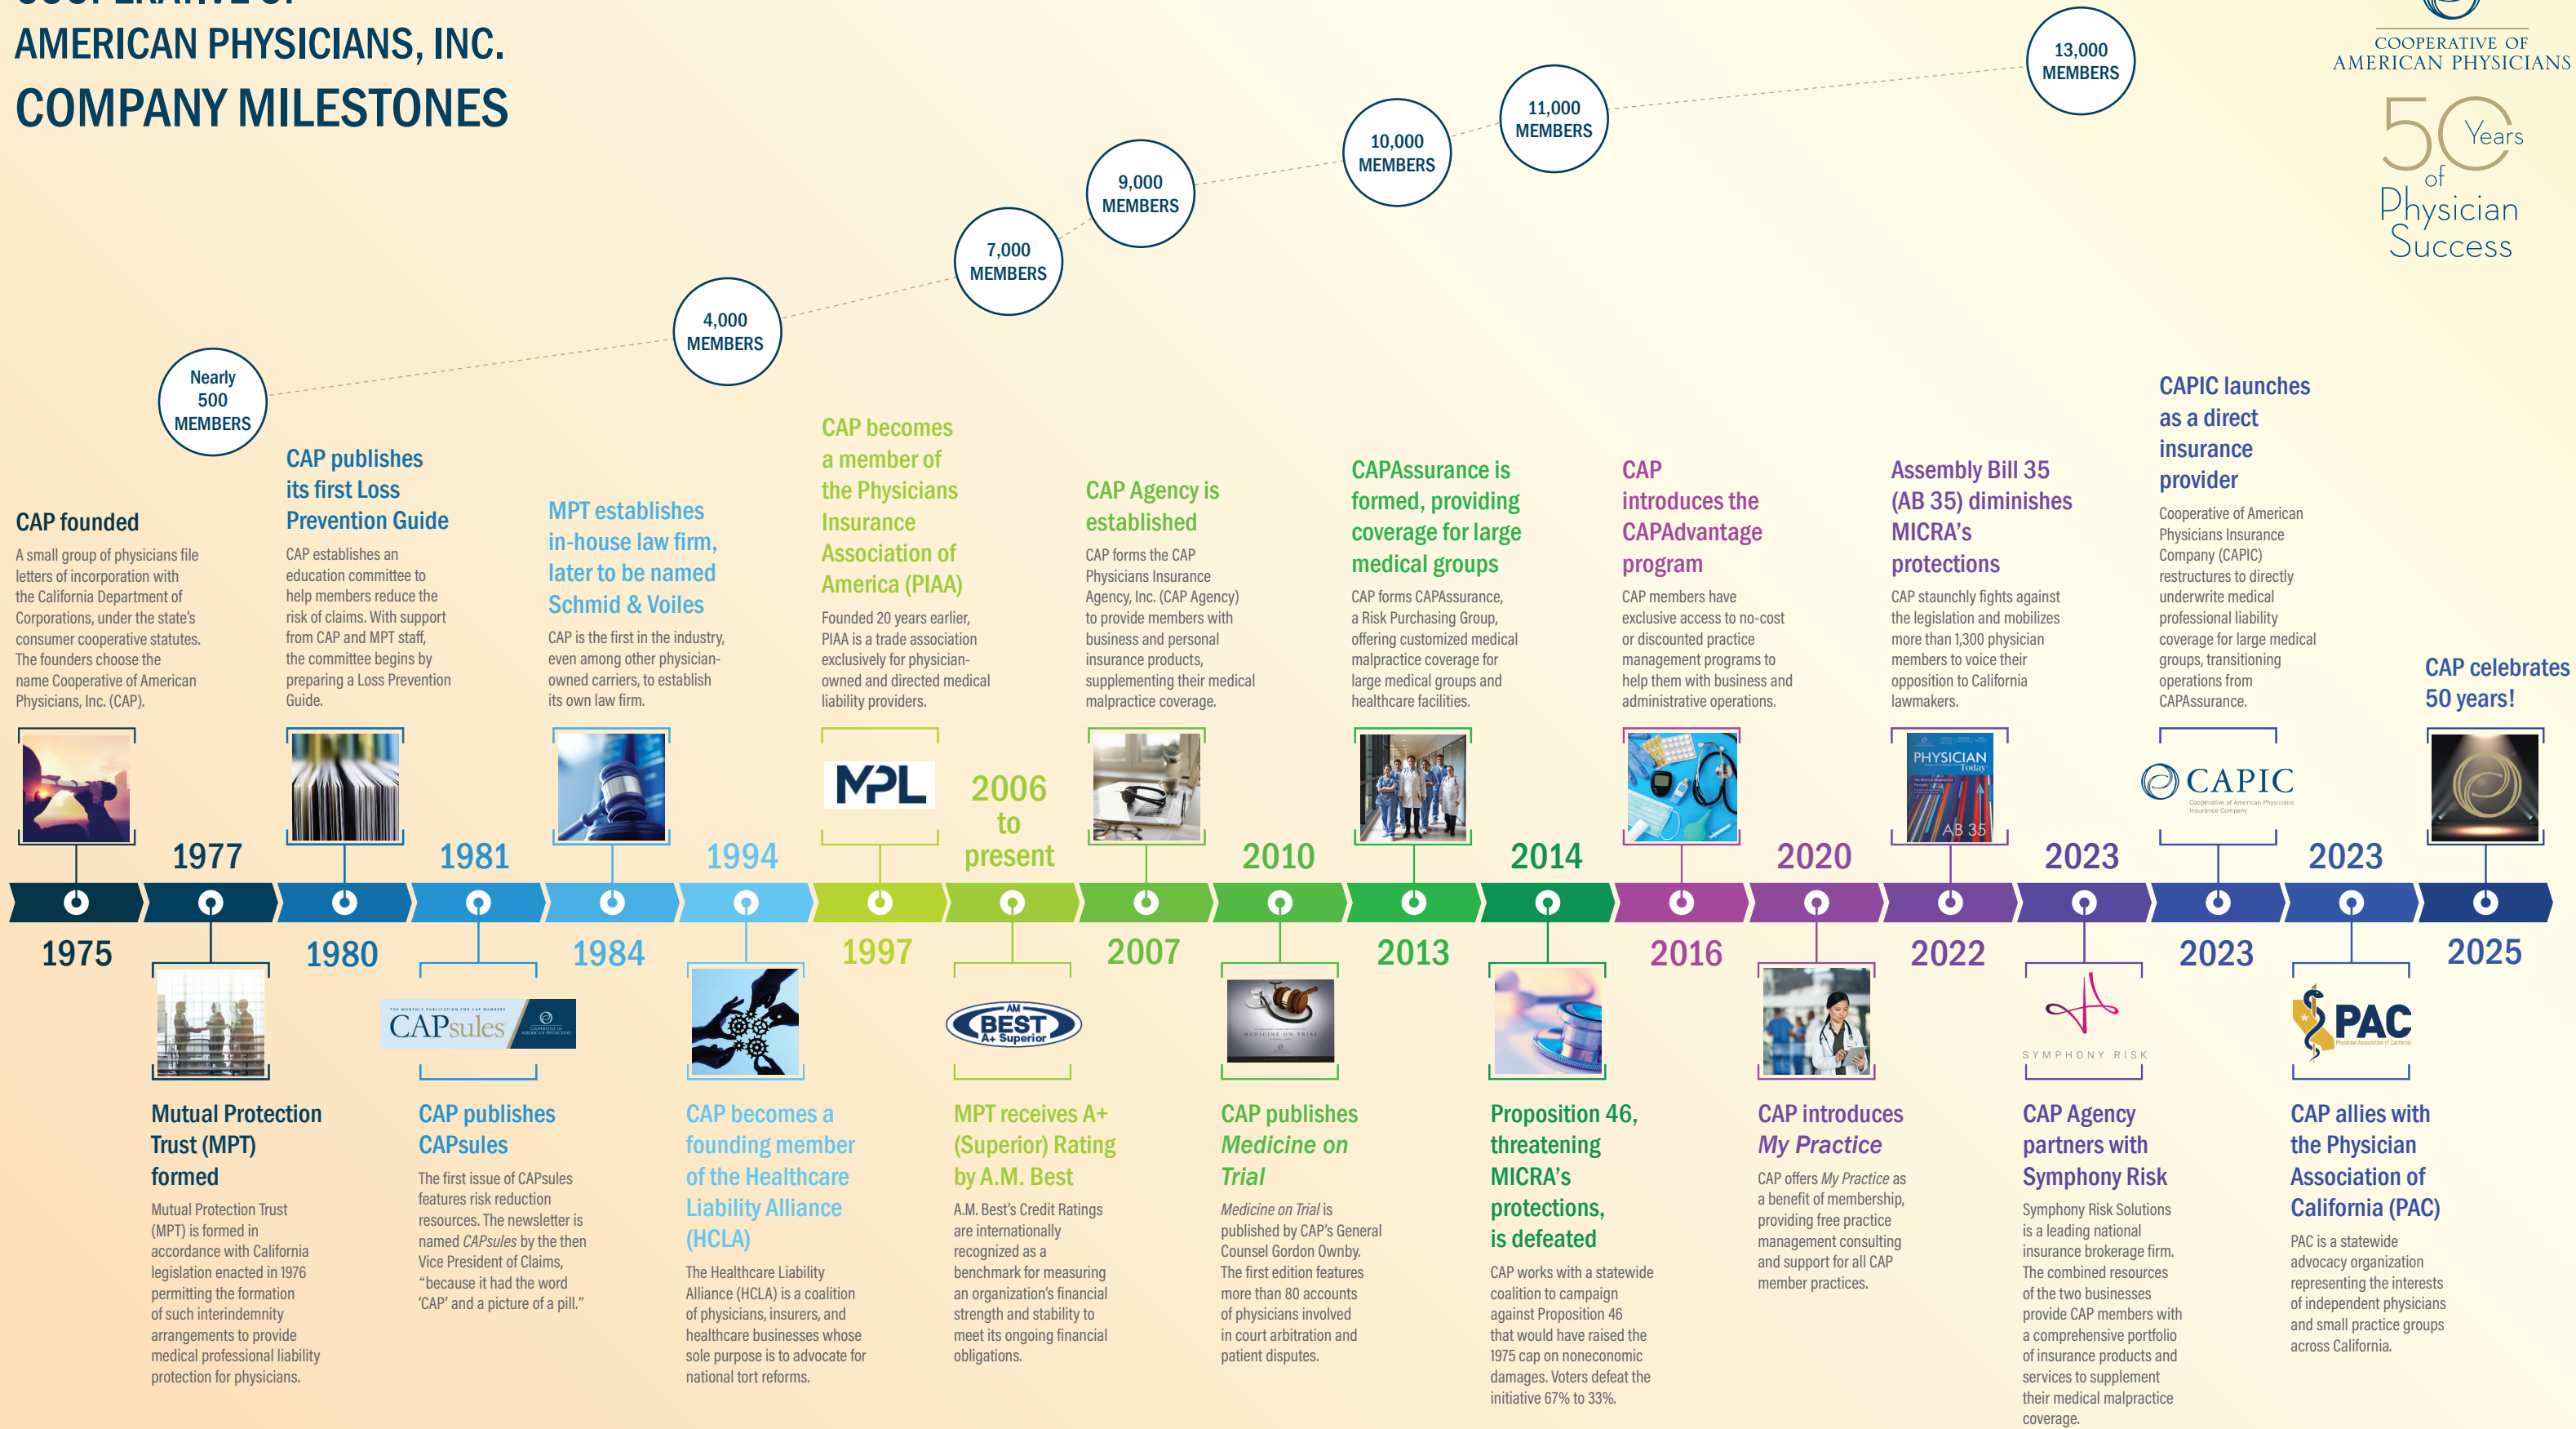 COOPERATIVE OF
AMERICAN PHYSICIANS, INC.
COMPANY MILESTONES
COOPERATIVE OF
AMERICAN PHYSICIANS
50 Years
of
Physician
Success
Nearly
500
MEMBERS
4,000
MEMBERS
7,000
MEMBERS
9,000
MEMBERS
10,000
MEMBERS
11,000
MEMBERS
13,000
MEMBERS
CAP founded
A small group of physicians file
letters of incorporation with
the California Department of
Corporations, under the state's
consumer cooperative statutes.
The founders choose the
name Cooperative of American
Physicians, Inc. (CAP).
1975
1977
Mutual Protection
Trust (MPT)
formed
Mutual Protection Trust
(MPT) is formed in
accordance with California
legislation enacted in 1976
permitting the formation
of such interindemnity
arrangements to provide
medical professional liability
protection for physicians.
CAP publishes
its first Loss
Prevention Guide
CAP establishes an
education committee to
help members reduce the
risk of claims. With support
from CAP and MPT staff,
the committee begins by
preparing a Loss Prevention
Guide.
1980
1981
THE MONTHLY PUBLICATION FOR CAP MEMBERS
CAPsules
COOPERATIVE OF
AMERICAN PHYSICIANS
CAP publishes
CAPsules
The first issue of CAPsules
features risk reduction
resources. The newsletter is
named CAPsules by the then
Vice President of Claims,
“because it had the word
‘CAP’ and a picture of a pill.”
MPT establishes
in-house law firm,
later to be named
Schmid & Voiles
CAP is the first in the industry,
even among other physician-
owned carriers, to establish
its own law firm.
1984
1994
CAP becomes a
founding member
of the Healthcare
Liability Alliance
(HCLA)
The Healthcare Liability
Alliance (HCLA) is a coalition
of physicians, insurers, and
healthcare businesses whose
sole purpose is to advocate for
national tort reforms.
CAP becomes
a member of
the Physicians
Insurance
Association of
America (PIAA)
Founded 20 years earlier,
PIAA is a trade association
exclusively for physician-
owned and directed medical
liability providers.
MPL
1997
2006
to
present
AM
BEST
A+ Superior
MPT receives A+
(Superior) Rating
by A.M. Best
A.M. Best's Credit Ratings
are internationally
recognized as a
benchmark for measuring
an organization's financial
strength and stability to
meet its ongoing financial
obligations.
CAP Agency is
established
CAP forms the CAP
Physicians Insurance
Agency, Inc. (CAP Agency)
to provide members with
business and personal
insurance products,
supplementing their medical
malpractice coverage.
2007
2010
MEDICINE ON TRIAL
CAP publishes
Medicine on
Trial
Medicine on Trial is
published by CAP's General
Counsel Gordon Ownby.
The first edition features
more than 80 accounts
of physicians involved
in court arbitration and
patient disputes.
CAPAssurance is
formed, providing
coverage for large
medical groups
CAP forms CAPAssurance,
a Risk Purchasing Group,
offering customized medical
malpractice coverage for
large medical groups and
healthcare facilities.
2013
2014
Proposition 46,
threatening
MICRA's
protections,
is defeated
CAP works with a statewide
coalition to campaign
against Proposition 46
that would have raised the
1975 cap on noneconomic
damages. Voters defeat the
initiative 67% to 33%.
CAP
introduces the
CAPAdvantage
program
CAP members have
exclusive access to no-cost
or discounted practice
management programs to
help them with business and
administrative operations.
2016
2020
CAP introduces
My Practice
CAP offers My Practice as
a benefit of membership,
providing free practice
management consulting
and support for all CAP
member practices.
Assembly Bill 35
(AB 35) diminishes
MICRA's
protections
CAP staunchly fights against
the legislation and mobilizes
more than 1,300 physician
members to voice their
opposition to California
lawmakers.
PHYSICIAN
Today
AB 35
2022
2023
SYMPHONY RISK
CAP Agency
partners with
Symphony Risk
Symphony Risk Solutions
is a leading national
insurance brokerage firm.
The combined resources
of the two businesses
provide CAP members with
a comprehensive portfolio
of insurance products and
services to supplement
their medical malpractice
coverage.
CAPIC launches
as a direct
insurance
provider
Cooperative of American
Physicians Insurance
Company (CAPIC)
restructures to directly
underwrite medical
professional liability
coverage for large medical
groups, transitioning
operations from
CAPAssurance.
CAPIC
Cooperative of American Physicians
Insurance Company
2023
2023
PAC
Physician Association of California
CAP allies with
the Physician
Association of
California (PAC)
PAC is a statewide
advocacy organization
representing the interests
of independent physicians
and small practice groups
across California.
CAP celebrates
50 years!
2025